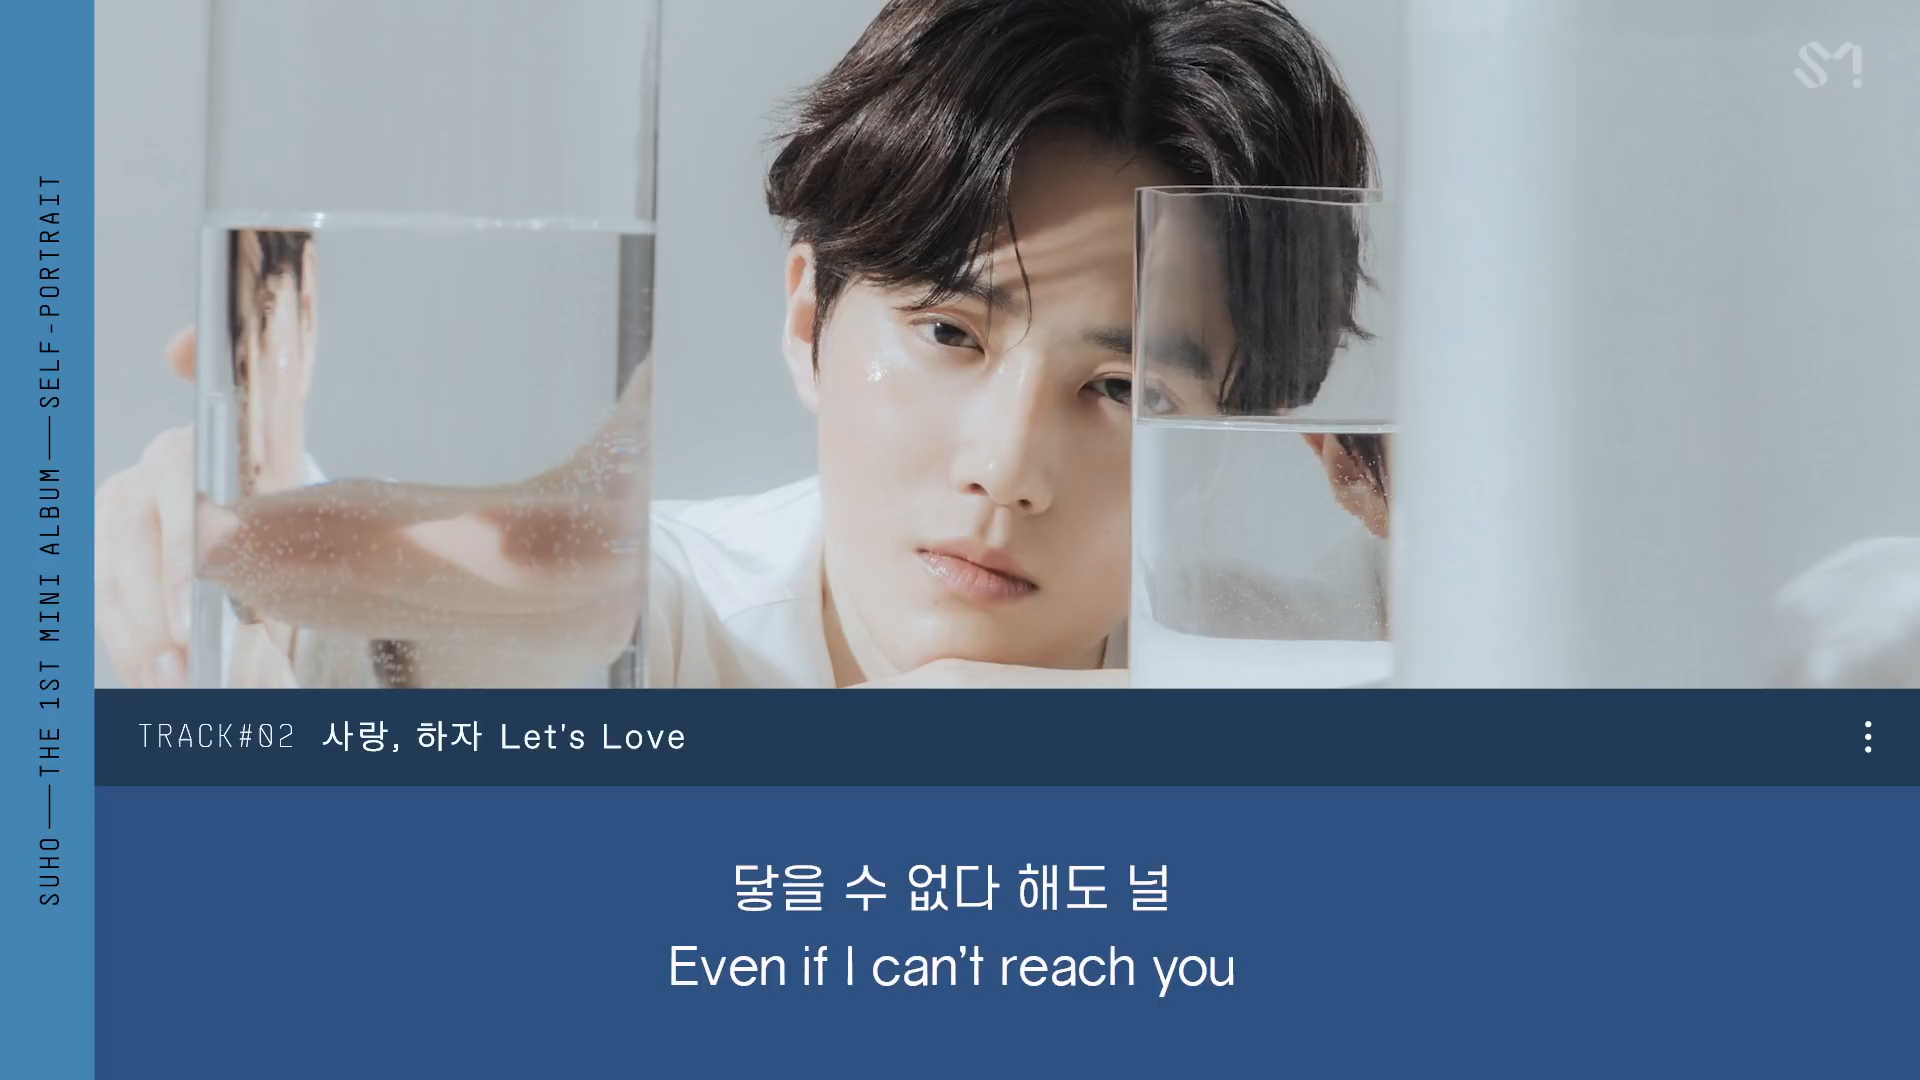 SUHO—THE 1ST MINI ALBUM—SELF-PORTRAIT
SM
TRACK#02 사랑, 하자 Let's Love
닿을 수 없다 해도 널
Even if I can't reach you